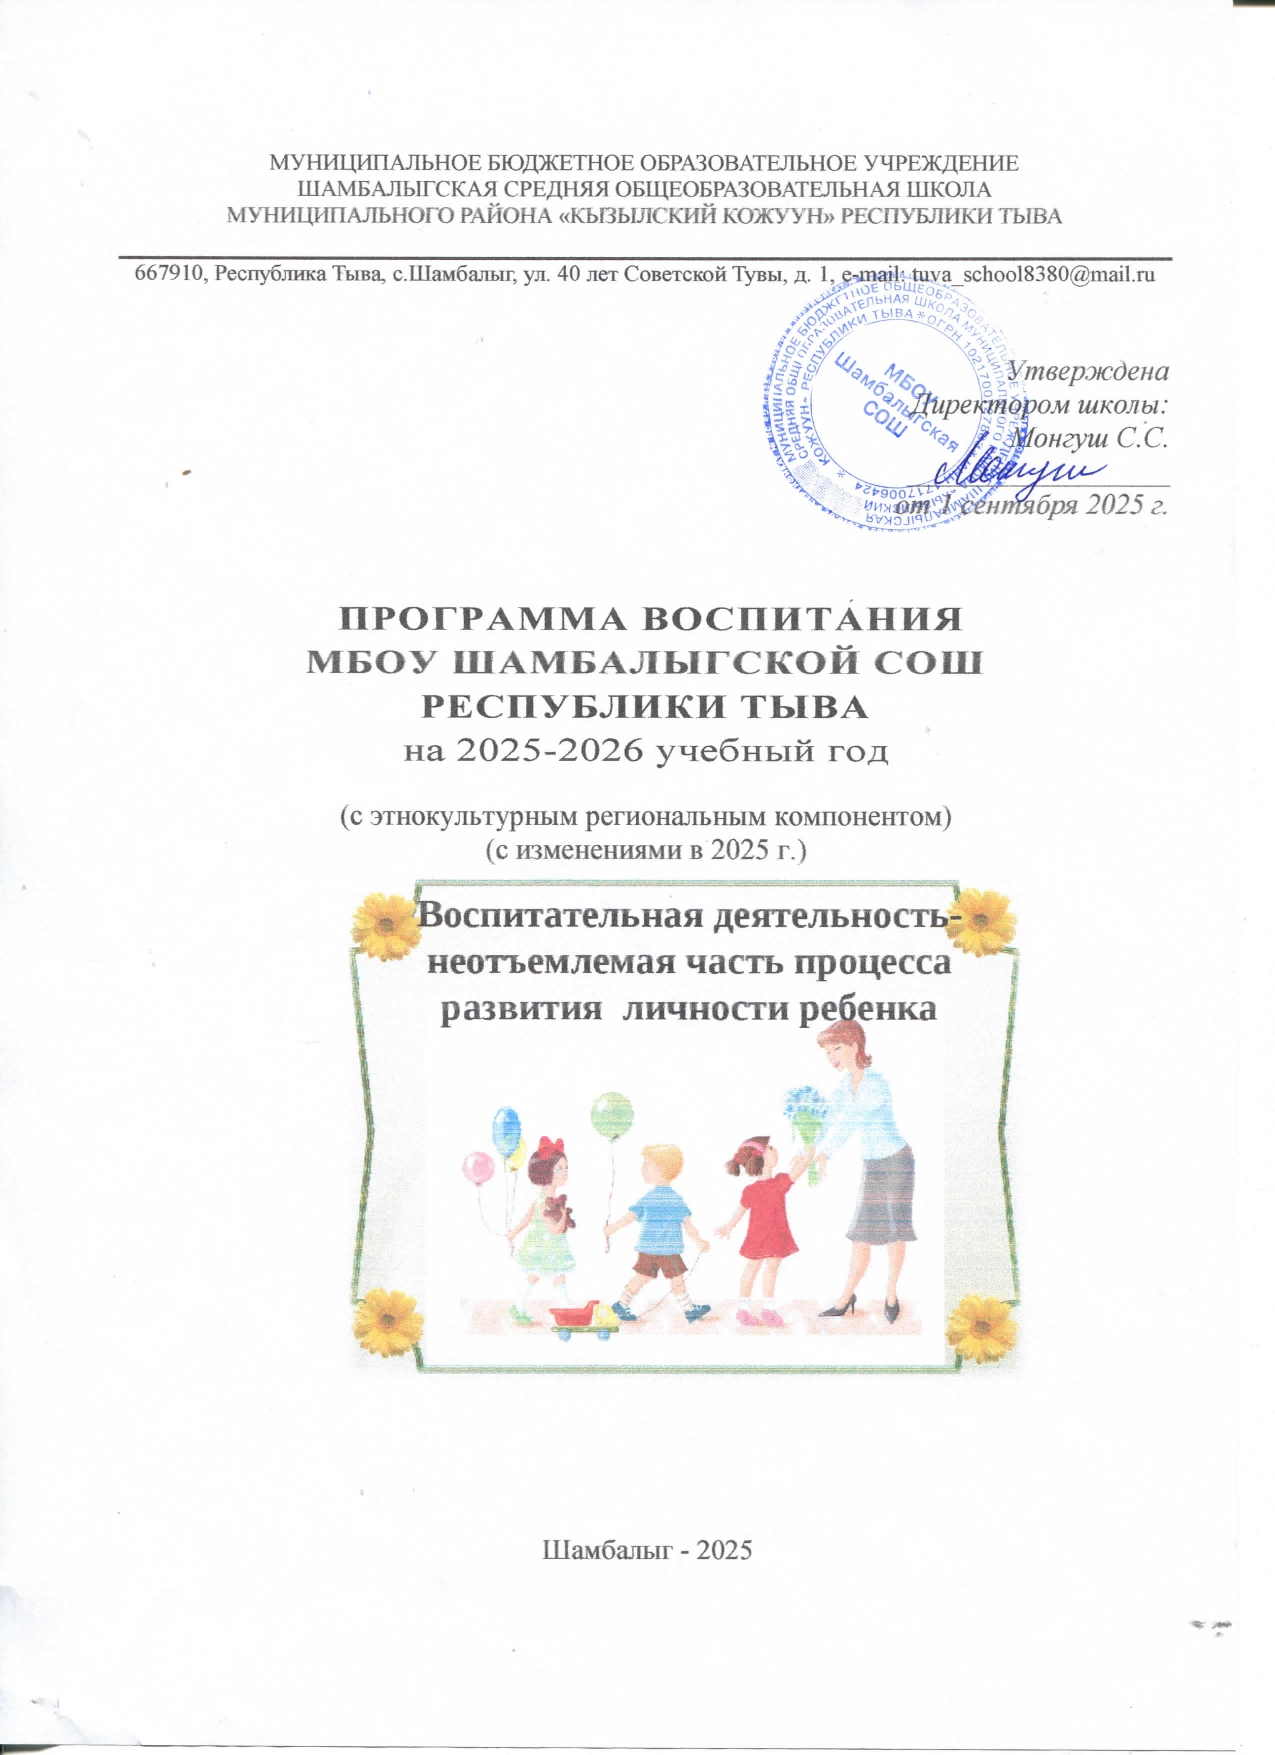 МУНИЦИПАЛЬНОЕ БЮДЖЕТНОЕ ОБРАЗОВАТЕЛЬНОЕ УЧРЕЖДЕНИЕ
ШАМБАЛЫГСКАЯ СРЕДНЯЯ ОБЩЕОБРАЗОВАТЕЛЬНАЯ ШКОЛА
МУНИЦИПАЛЬНОГО РАЙОНА «КЫЗЫЛСКИЙ КОЖУУН» РЕСПУБЛИКИ ТЫВА
667910, Республика Тыва, с.Шамбалыг, ул. 40 лет Советской Тувы, д. 1, e-mail: tuva_school8380@mail.ru
МБОУ
Шамбалыгская
СОШ
Утверждена
Директором школы:
Монгуш С.С.
от 1 сентября 2025 г.
ПРОГРАММА ВОСПИТАНИЯ
МБОУ ШАМБАЛЫГСКОЙ СОШ
РЕСПУБЛИКИ ТЫВА
на 2025-2026 учебный год
(с этнокультурным региональным компонентом)
(с изменениями в 2025 г.)
Воспитательная деятельность-
неотъемлемая часть процесса
развития личности ребенка
Шамбалыг - 2025